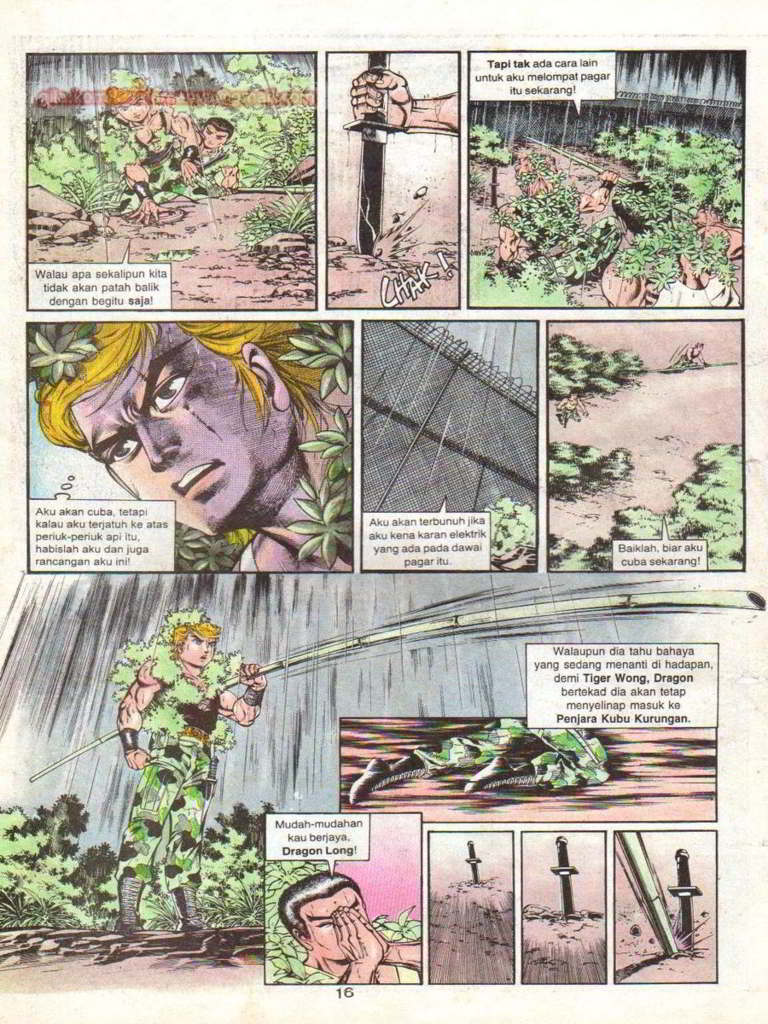 Walau apa sekalipun kita
tidak akan patah balik
dengan begitu saja!
CHAK!
Tapi tak ada cara lain
untuk aku melompat pagar
itu sekarang!
Aku akan cuba, tetapi
kalau aku terjatuh ke atas
periuk-periuk api itu,
habislah aku dan juga
rancangan aku ini!
Aku akan terbunuh jika
aku kena karan elektrik
yang ada pada dawai
pagar itu.
Baiklah, biar aku
cuba sekarang!
Walaupun dia tahu bahaya
yang sedang menanti di hadapan,
demi Tiger Wong, Dragon
bertekad dia akan tetap
menyelinap masuk ke
Penjara Kubu Kurungan.
Mudah-mudahan
kau berjaya,
Dragon Long!
16